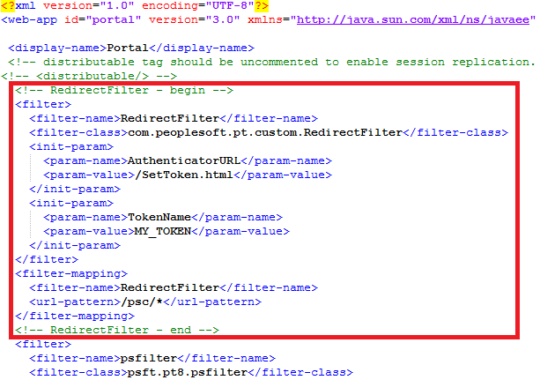 <?xml version="1.0" encoding="UTF-8"?>
<web-app id="portal" version="3.0" xmlns="http://java.sun.com/xml/ns/javaee"
<display-name>Portal</display-name>
<!-- distributable tag should be uncommented to enable session replication.
<!-- <distributable/> -->
<!-- RedirectFilter - begin -->
<filter>
<filter-name>RedirectFilter</filter-name>
<filter-class>com.peoplesoft.pt.custom.RedirectFilter</filter-class>
<init-param>
<param-name>AuthenticatorURL</param-name>
<param-value>/SetToken.html</param-value>
</init-param>
<init-param>
<param-name>TokenName</param-name>
<param-value>MY_TOKEN</param-value>
</init-param>
</filter>
<filter-mapping>
<filter-name>RedirectFilter</filter-name>
<url-pattern>/psc/*</url-pattern>
</filter-mapping>
<!-- RedirectFilter - end -->
<filter>
<filter-name>psfilter</filter-name>
<filter-class>psft.pt8.psfilter</filter-class>